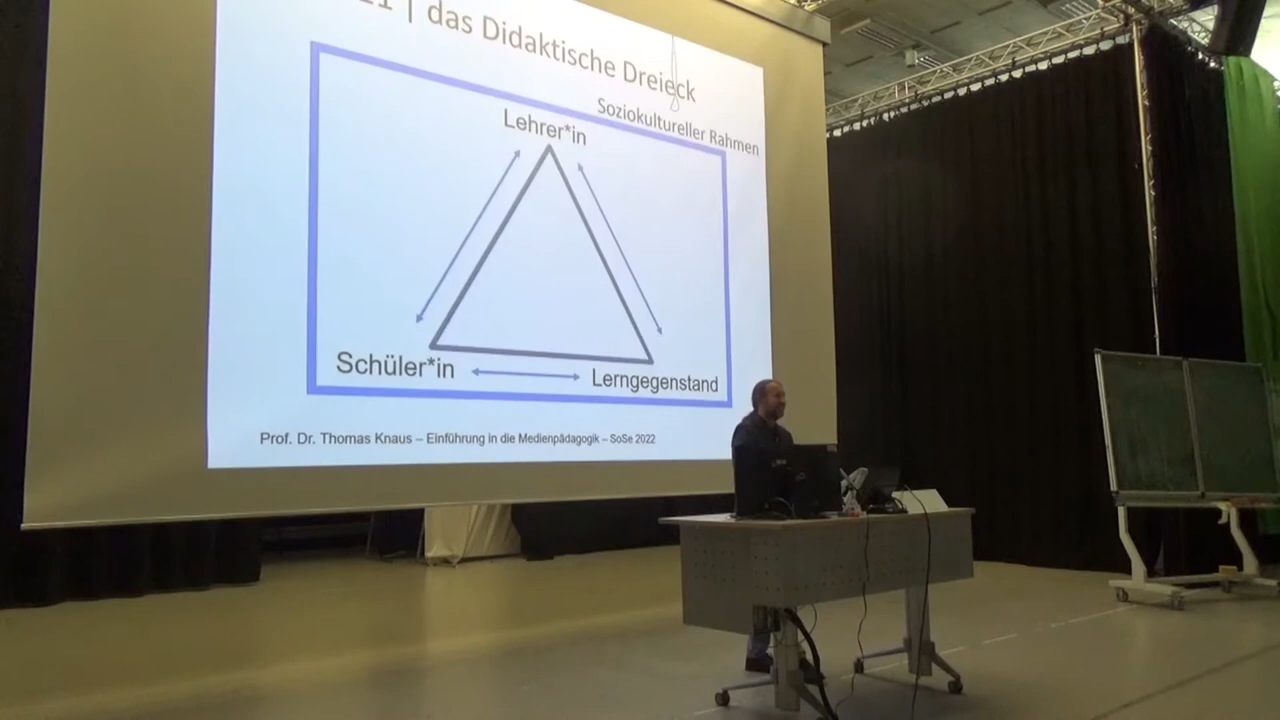 | das Didaktische Dreieck
Soziokultureller Rahmen
Lehrer*in
Schüler*in
Lerngegenstand
Prof. Dr. Thomas Knaus – Einführung in die Medienpädagogik – SoSe 2022